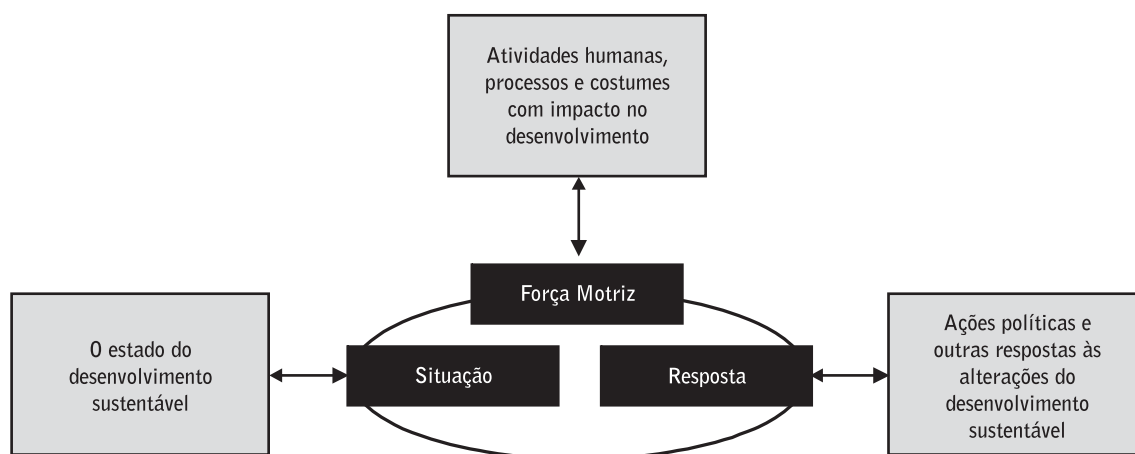 Atividades humanas,
processos e costumes
com impacto no
desenvolvimento
Força Motriz
O estado do
desenvolvimento
sustentável
Situação
Resposta
Ações políticas e
outras respostas às
alterações do
desenvolvimento
sustentável